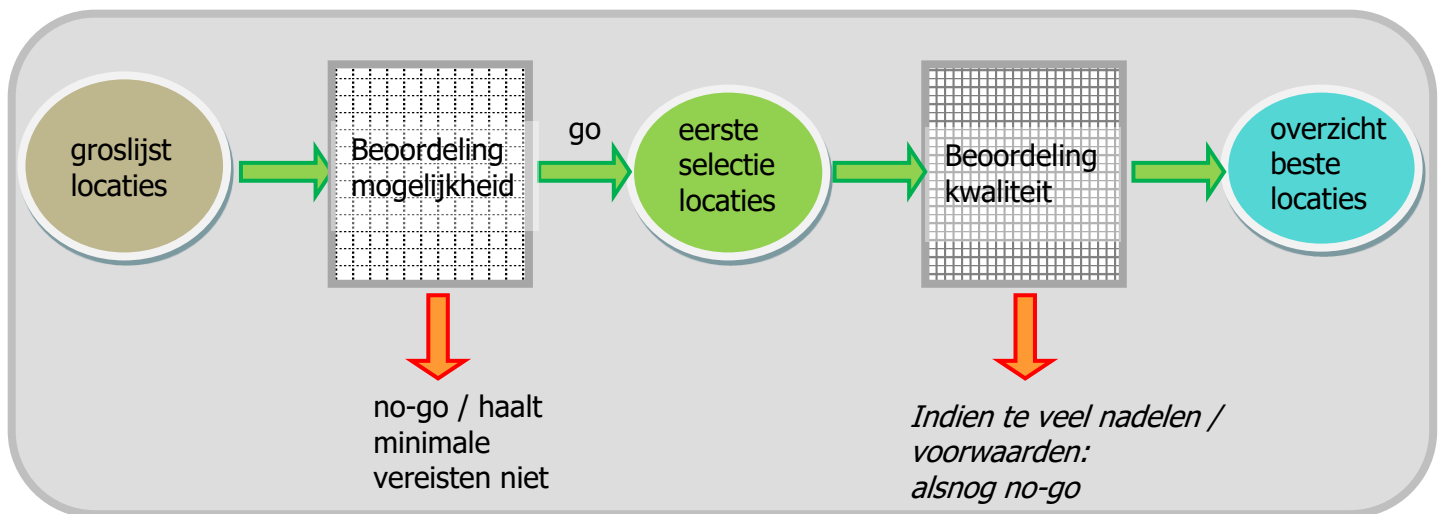 groslijst
locaties
Beoordeling
mogelijkheid
go
eerste
selectie
locaties
Beoordeling
kwaliteit
overzicht
beste
locaties
no-go / haalt
minimale
vereisten niet
Indien te veel nadelen /
voorwaarden:
alsnog no-go